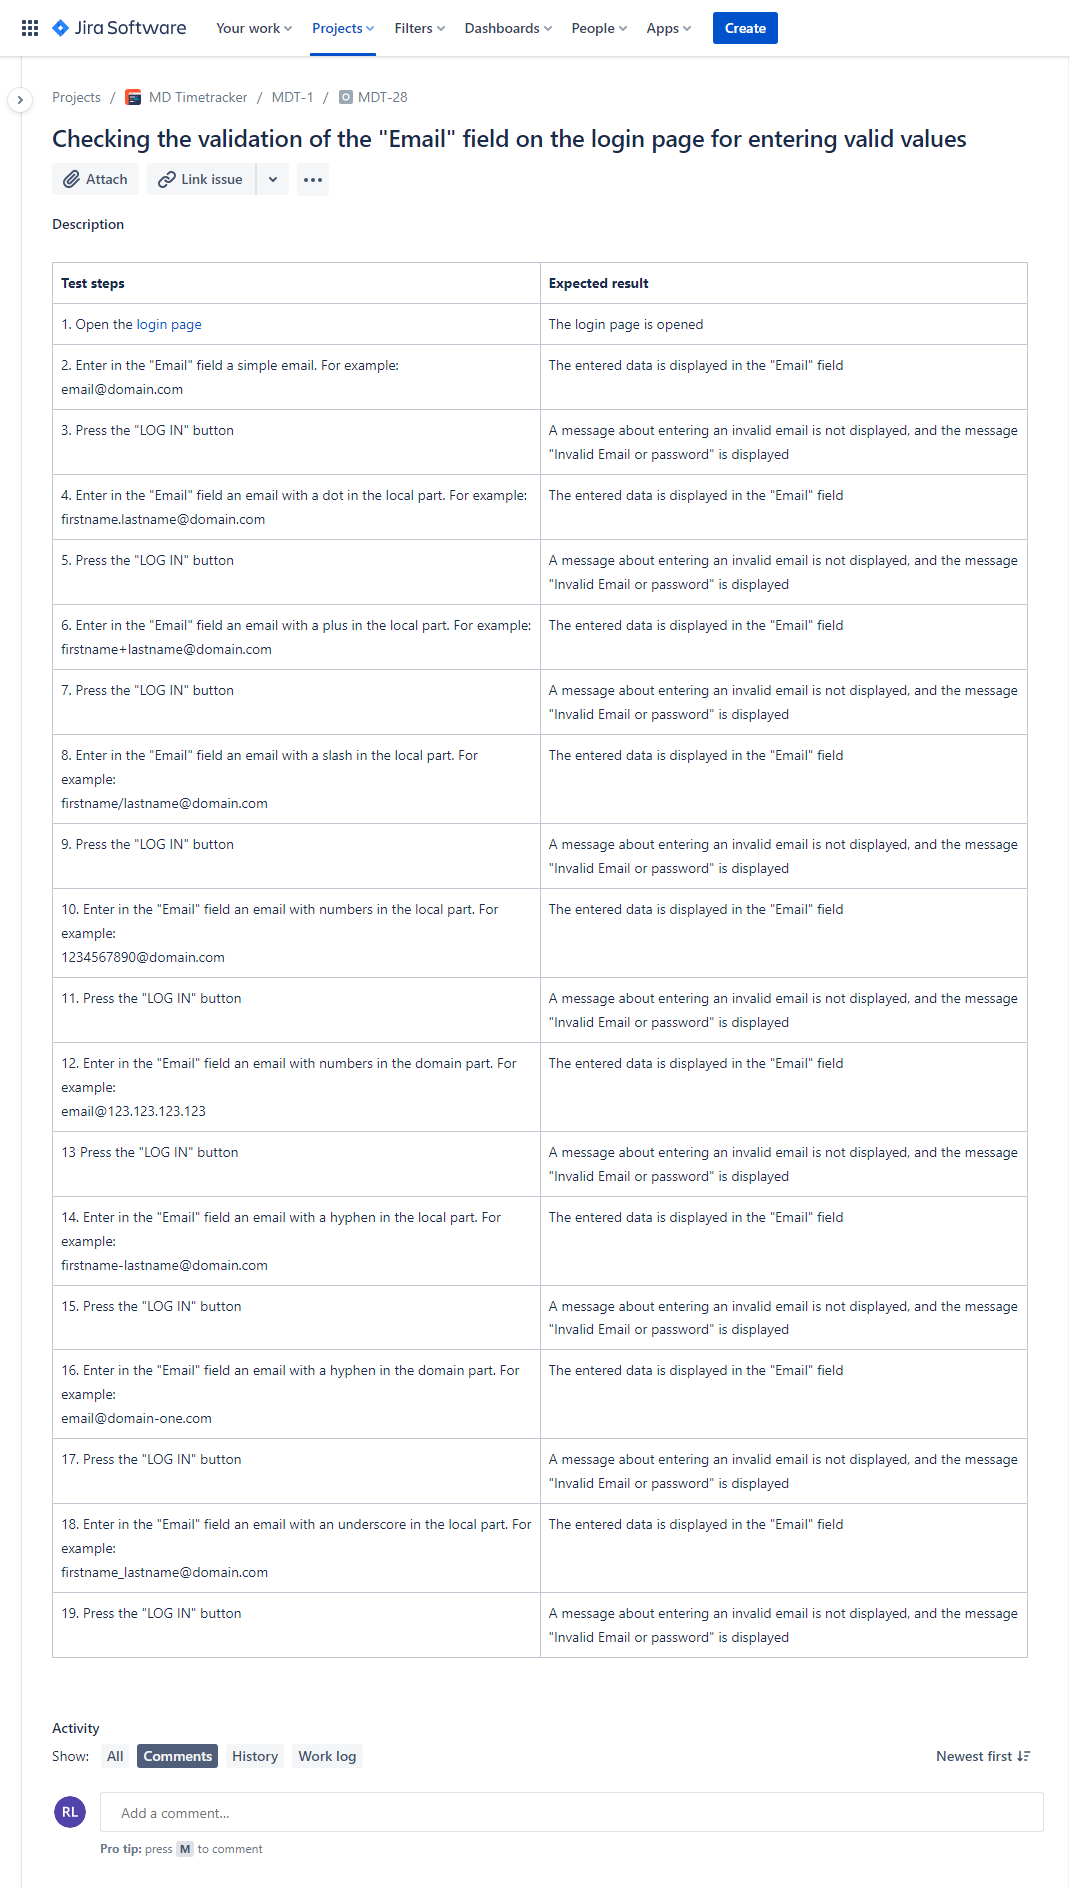 Jira Software Your work Projects Filters Dashboards People Apps Create
Projects / MD Timetracker / MDT-1 / MDT-28
Checking the validation of the "Email" field on the login page for entering valid values
Attach Link issue
Description
Test steps Expected result
1. Open the login page The login page is opened
2. Enter in the "Email" field a simple email. For example: The entered data is displayed in the "Email" field
email@domain.com
3. Press the "LOG IN" button A message about entering an invalid email is not displayed, and the message
"Invalid Email or password" is displayed
4. Enter in the "Email" field an email with a dot in the local part. For example: The entered data is displayed in the "Email" field
firstname.lastname@domain.com
5. Press the "LOG IN" button A message about entering an invalid email is not displayed, and the message
"Invalid Email or password" is displayed
6. Enter in the "Email" field an email with a plus in the local part. For example: The entered data is displayed in the "Email" field
firstname+lastname@domain.com
7. Press the "LOG IN" button A message about entering an invalid email is not displayed, and the message
"Invalid Email or password" is displayed
8. Enter in the "Email" field an email with a slash in the local part. For The entered data is displayed in the "Email" field
example:
firstname/lastname@domain.com
9. Press the "LOG IN" button A message about entering an invalid email is not displayed, and the message
"Invalid Email or password" is displayed
10. Enter in the "Email" field an email with numbers in the local part. For The entered data is displayed in the "Email" field
example:
1234567890@domain.com
11. Press the "LOG IN" button A message about entering an invalid email is not displayed, and the message
"Invalid Email or password" is displayed
12. Enter in the "Email" field an email with numbers in the domain part. For The entered data is displayed in the "Email" field
example:
email@123.123.123.123
13 Press the "LOG IN" button A message about entering an invalid email is not displayed, and the message
"Invalid Email or password" is displayed
14. Enter in the "Email" field an email with a hyphen in the local part. For The entered data is displayed in the "Email" field
example:
firstname-lastname@domain.com
15. Press the "LOG IN" button A message about entering an invalid email is not displayed, and the message
"Invalid Email or password" is displayed
16. Enter in the "Email" field an email with a hyphen in the domain part. For The entered data is displayed in the "Email" field
example:
email@domain-one.com
17. Press the "LOG IN" button A message about entering an invalid email is not displayed, and the message
"Invalid Email or password" is displayed
18. Enter in the "Email" field an email with an underscore in the local part. For The entered data is displayed in the "Email" field
example:
firstname_lastname@domain.com
19. Press the "LOG IN" button A message about entering an invalid email is not displayed, and the message
"Invalid Email or password" is displayed
Activity
Show: All Comments History Work log Newest first
RL Add a comment...
Pro tip: press M to comment